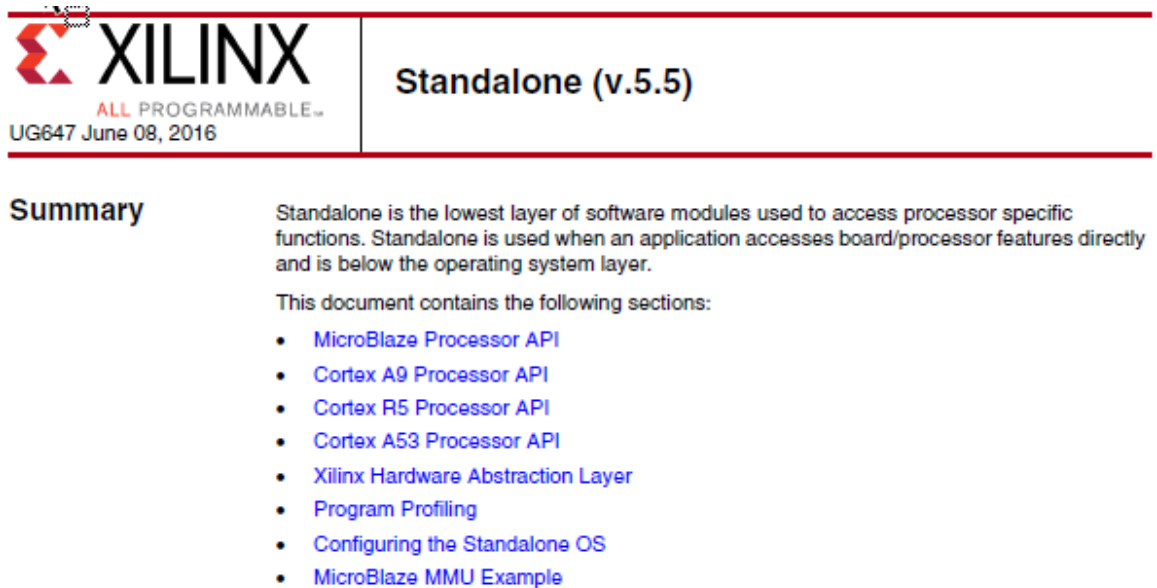 XILINX
ALL PROGRAMMABLE
UG647 June 08, 2016
Standalone (v.5.5)
Summary
Standalone is the lowest layer of software modules used to access processor specific
functions. Standalone is used when an application accesses board/processor features directly
and is below the operating system layer.
This document contains the following sections:
• MicroBlaze Processor API
• Cortex A9 Processor API
• Cortex R5 Processor API
• Cortex A53 Processor API
• Xilinx Hardware Abstraction Layer
• Program Profiling
• Configuring the Standalone OS
• MicroBlaze MMU Example